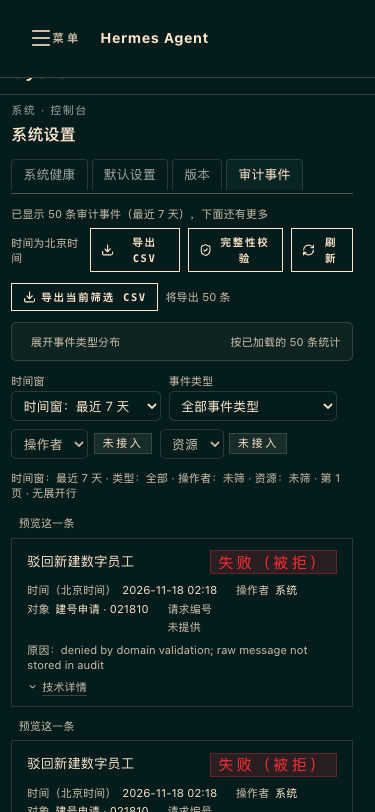 菜单
Hermes Agent
系统 · 控制台
系统设置
系统健康
默认设置
版本
审计事件
已显示 50 条审计事件（最近 7 天），下面还有更多
时间为北京时
间
导出
CSV
完整性校
验
刷
新
导出当前筛选 CSV
将导出 50 条
展开事件类型分布
按已加载的 50 条统计
时间窗
事件类型
时间窗：最近 7 天
全部事件类型
操作者
未接入
资源
未接入
时间窗：最近 7 天 · 类型：全部 · 操作者：未筛 · 资源：未筛 · 第 1
页 · 无展开行
预览这一条
驳回新建数字员工
失败（被拒）
时间（北京时间） 2026-11-18 02:18 操作者 系统
对象 建号申请 · 021810 请求编号
未提供
原因：denied by domain validation; raw message not
stored in audit
技术详情
预览这一条
驳回新建数字员工
失败（被拒）
时间（北京时间） 2026-11-18 02:18 操作者 系统
对象 建号申请 · 021810 请求编号